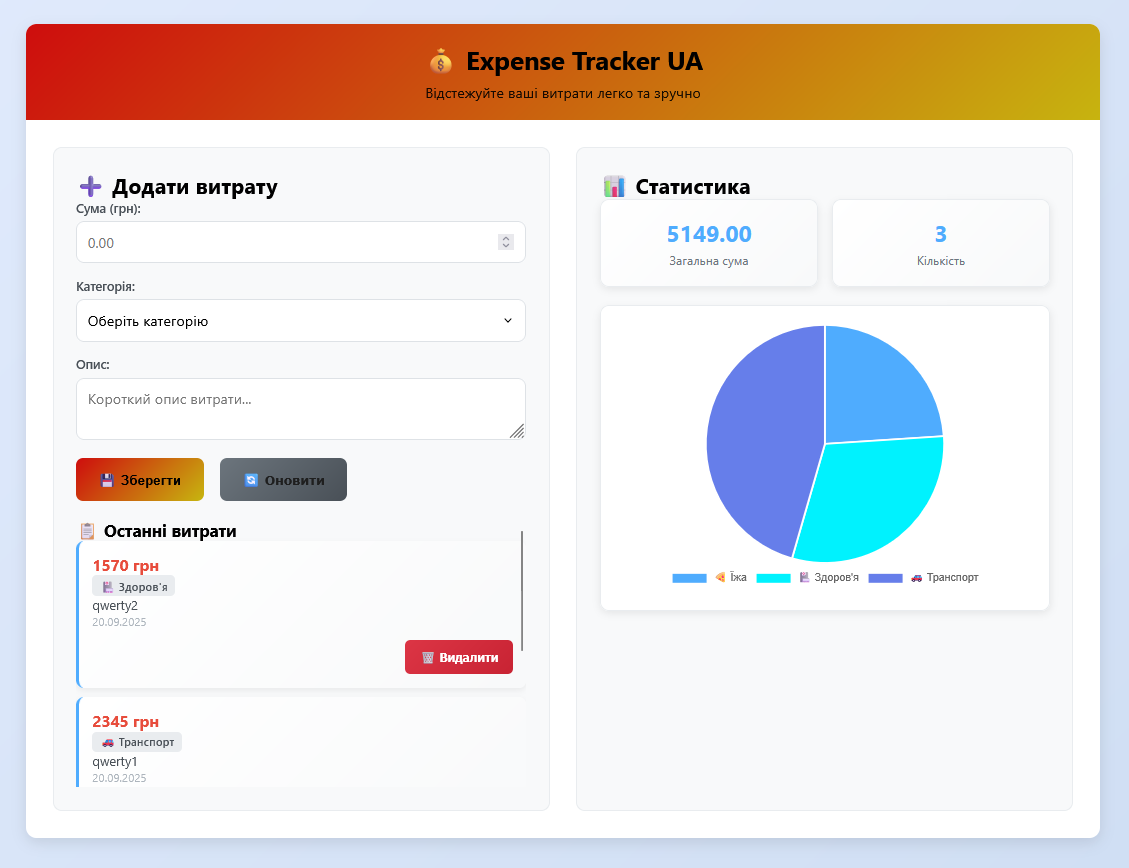 Expense Tracker UA
Відстежуйте ваші витрати легко та зручно
Додати витрату
Сума (грн):
0.00
Категорія:
Оберіть категорію
Опис:
Короткий опис витрати...
Зберегти
Оновити
Останні витрати
1570 грн
Здоров'я
qwerty2
20.09.2025
Видалити
2345 грн
Транспорт
qwerty1
20.09.2025
Статистика
5149.00
Загальна сума
3
Кількість
Їжа
Здоров'я
Транспорт